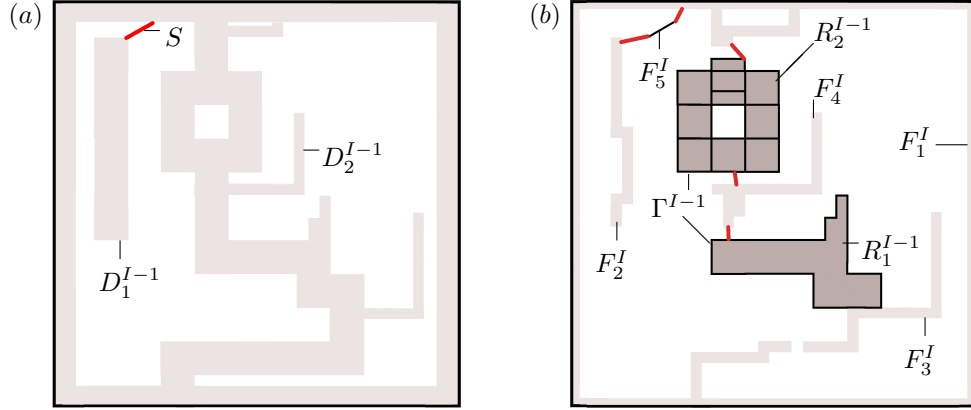 (a)
S
D_2^{I-1}
D_1^{I-1}
(b)
R_2^{I-1}
F_5^I
F_4^I
F_1^I
Γ^{I-1}
R_1^{I-1}
F_2^I
F_3^I